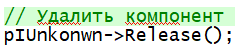 // Удалить компонент
pIUnkonwn->Release();